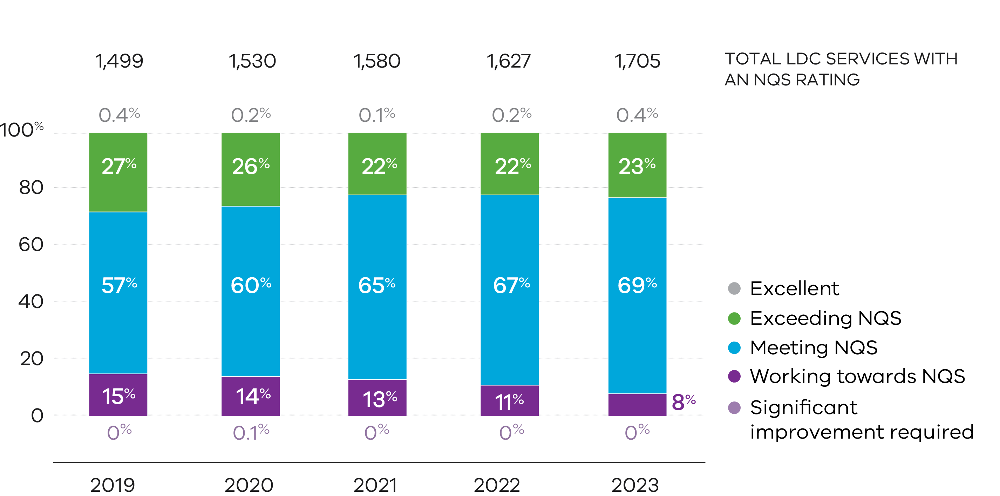 1,499 1,530 1,580 1,627 1,705 TOTAL LDC SERVICES WITH
AN NQS RATING
0.4% 0.2% 0.1% 0.2% 0.4%
100%
27% 26% 22% 22% 23%
80
60
57% 60% 65% 67% 69%
Excellent
40
Exceeding NQS
Meeting NQS
20
Working towards NQS
15% 14% 13% 11% 8%
Significant
0
improvement required
0% 0.1% 0% 0% 0%
2019 2020 2021 2022 2023